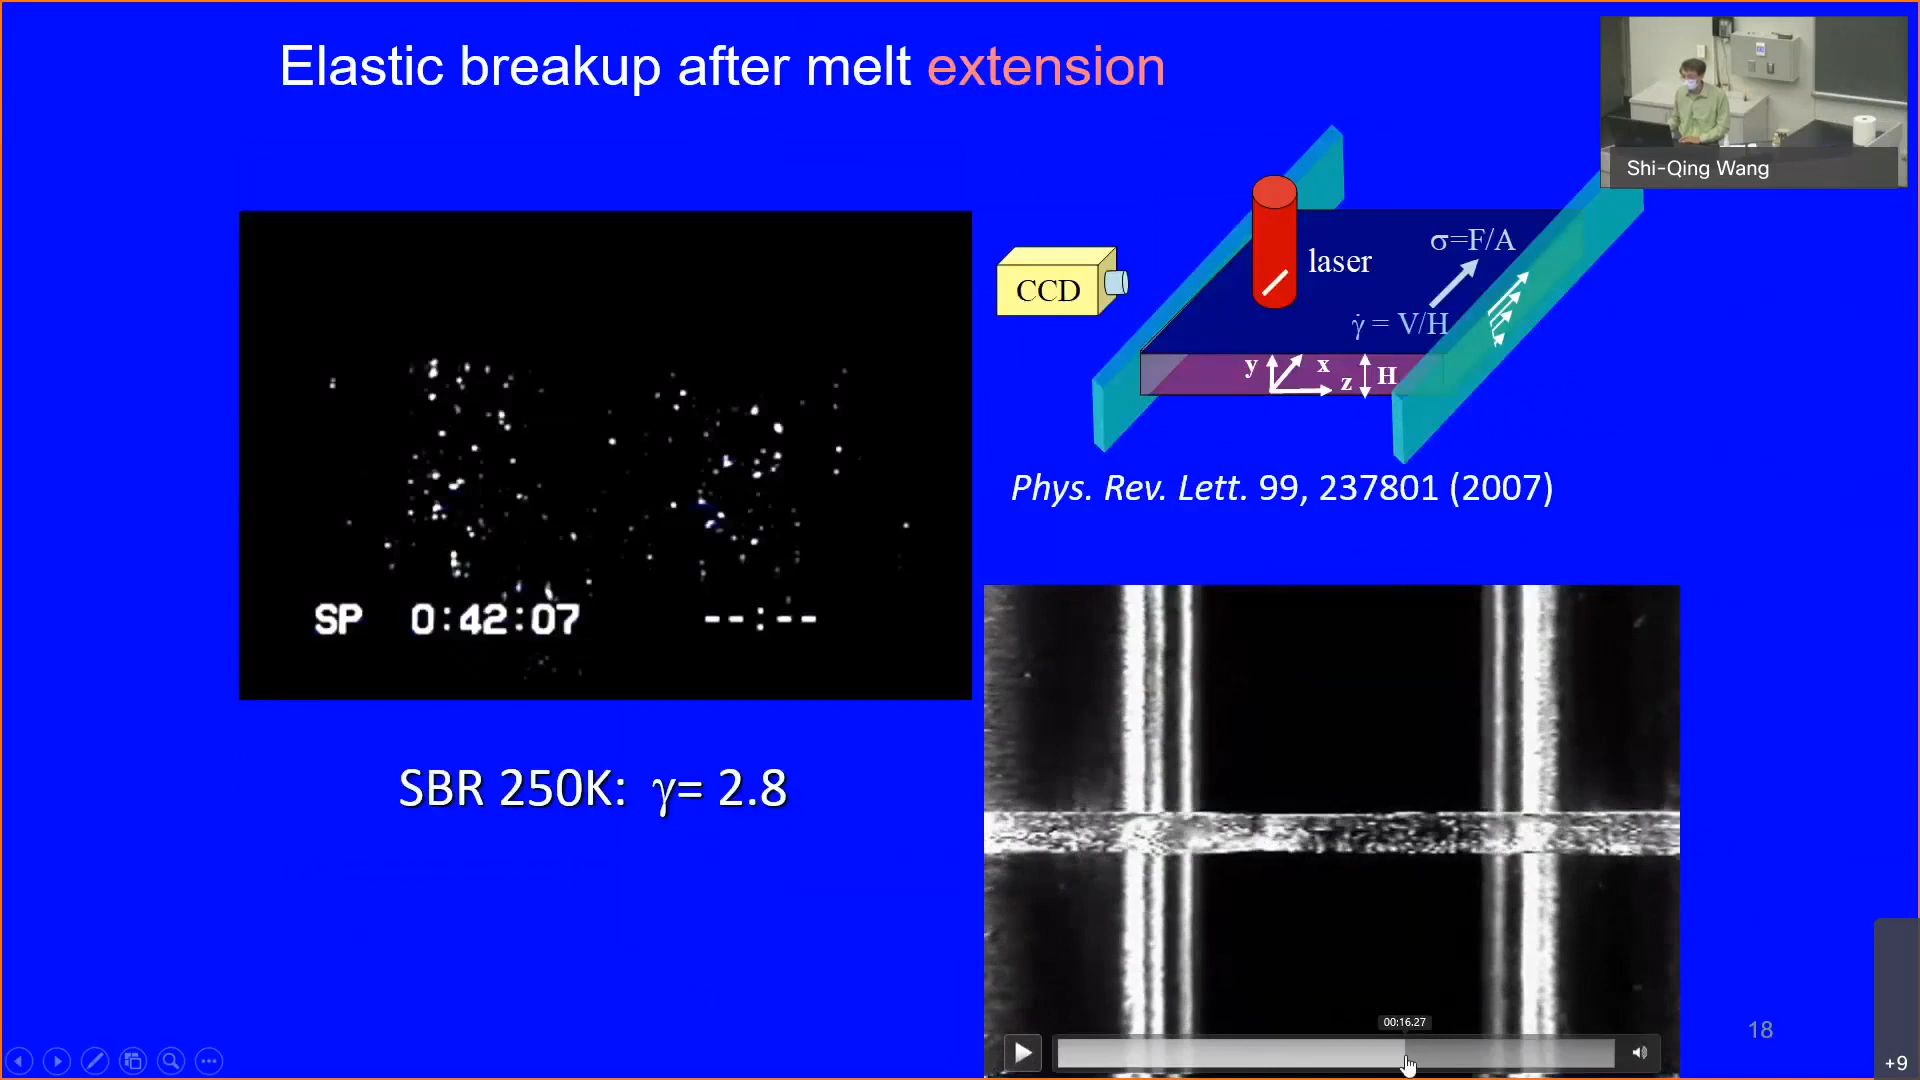 Elastic breakup after melt extension
Shi-Qing Wang
σ=F/A
laser
CCD
γ̇ = V/H
y
x
z
H
Phys. Rev. Lett. 99, 237801 (2007)
SP 0:42:07 --:--
SBR 250K: γ= 2.8
00:16.27
18
+9